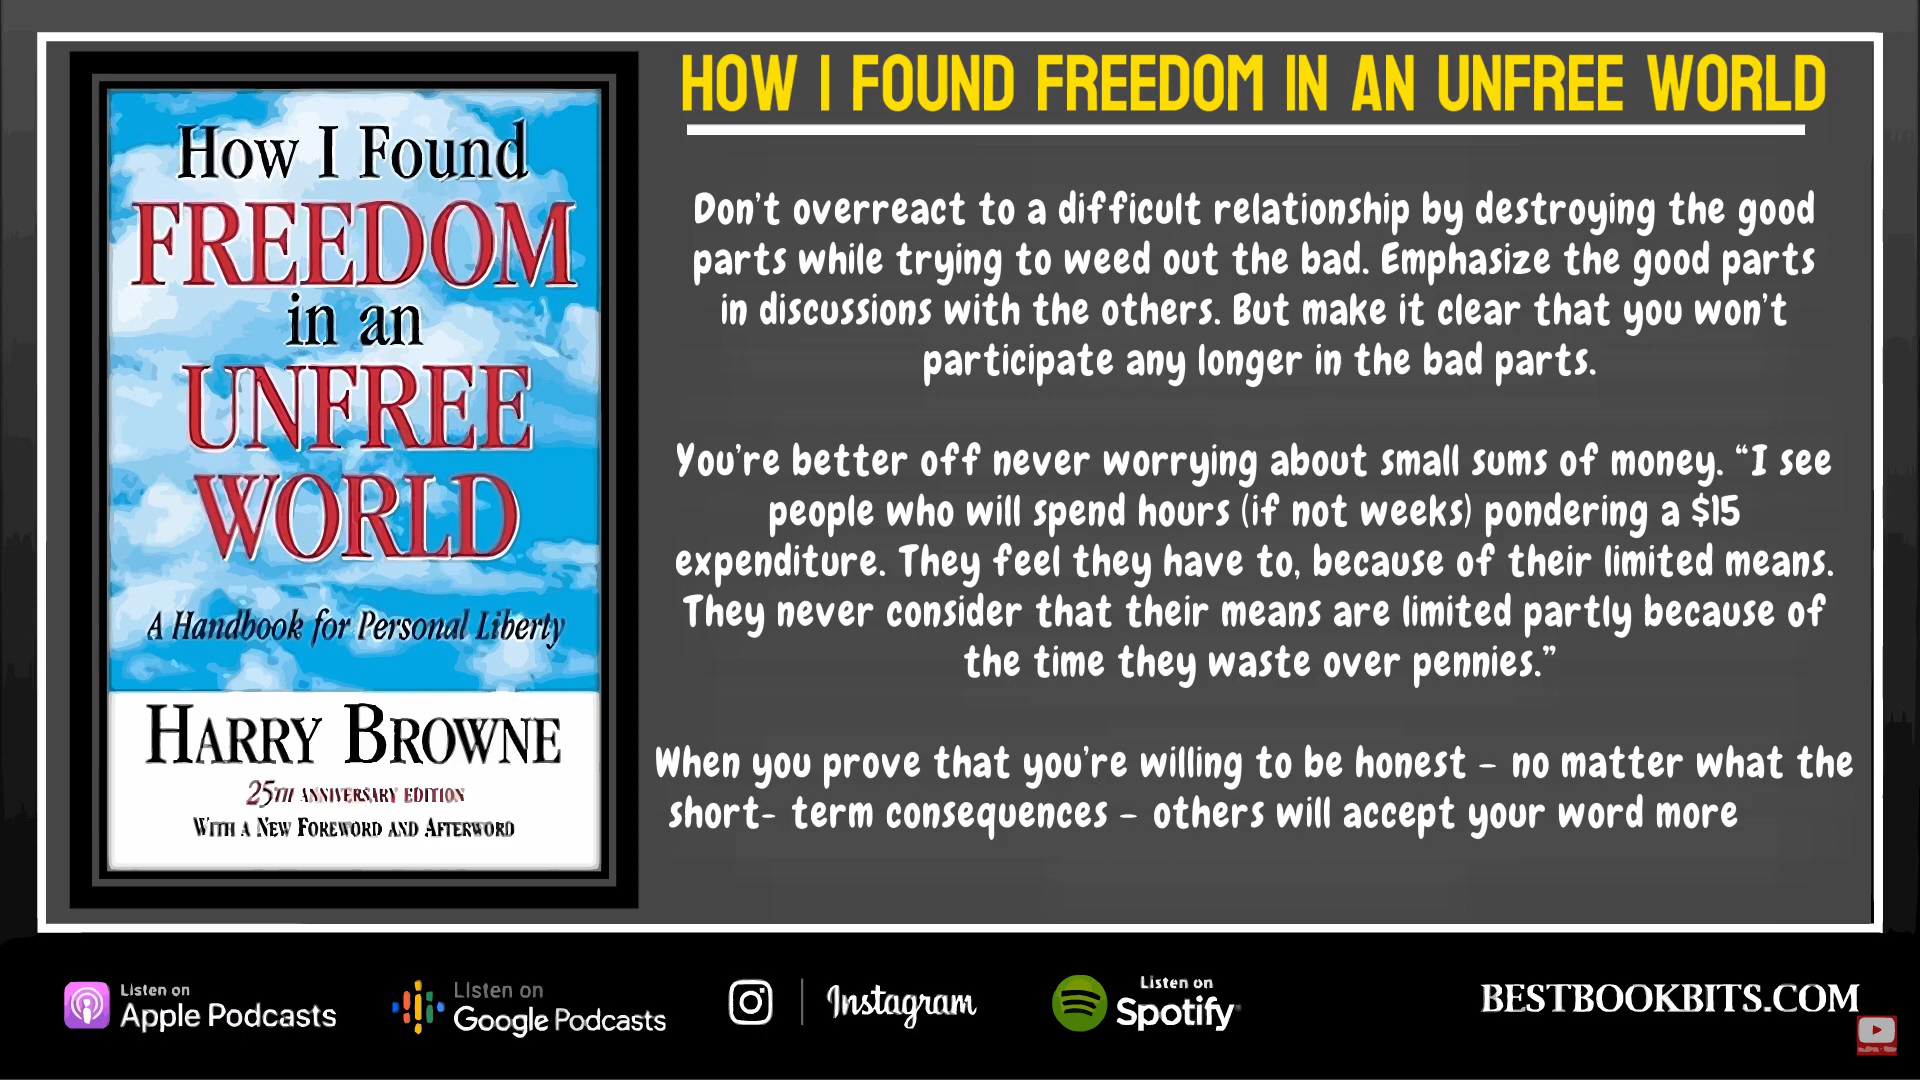 HOW I FOUND FREEDOM IN AN UNFREE WORLD
How I Found
FREEDOM
in an
UNFREE
WORLD
A Handbook for Personal Liberty
HARRY BROWNE
25TH ANNIVERSARY EDITION
WITH A NEW FOREWORD AND AFTERWORD
Don't overreact to a difficult relationship by destroying the good
parts while trying to weed out the bad. Emphasize the good parts
in discussions with the others. But make it clear that you won't
participate any longer in the bad parts.
You're better off never worrying about small sums of money. “I see
people who will spend hours (if not weeks) pondering a $15
expenditure. They feel they have to, because of their limited means.
They never consider that their means are limited partly because of
the time they waste over pennies.”
When you prove that you're willing to be honest – no matter what the
short- term consequences – others will accept your word more
Listen on
Apple Podcasts
Listen on
Google Podcasts
Instagram
Listen on
Spotify
BESTBOOKBITS.COM